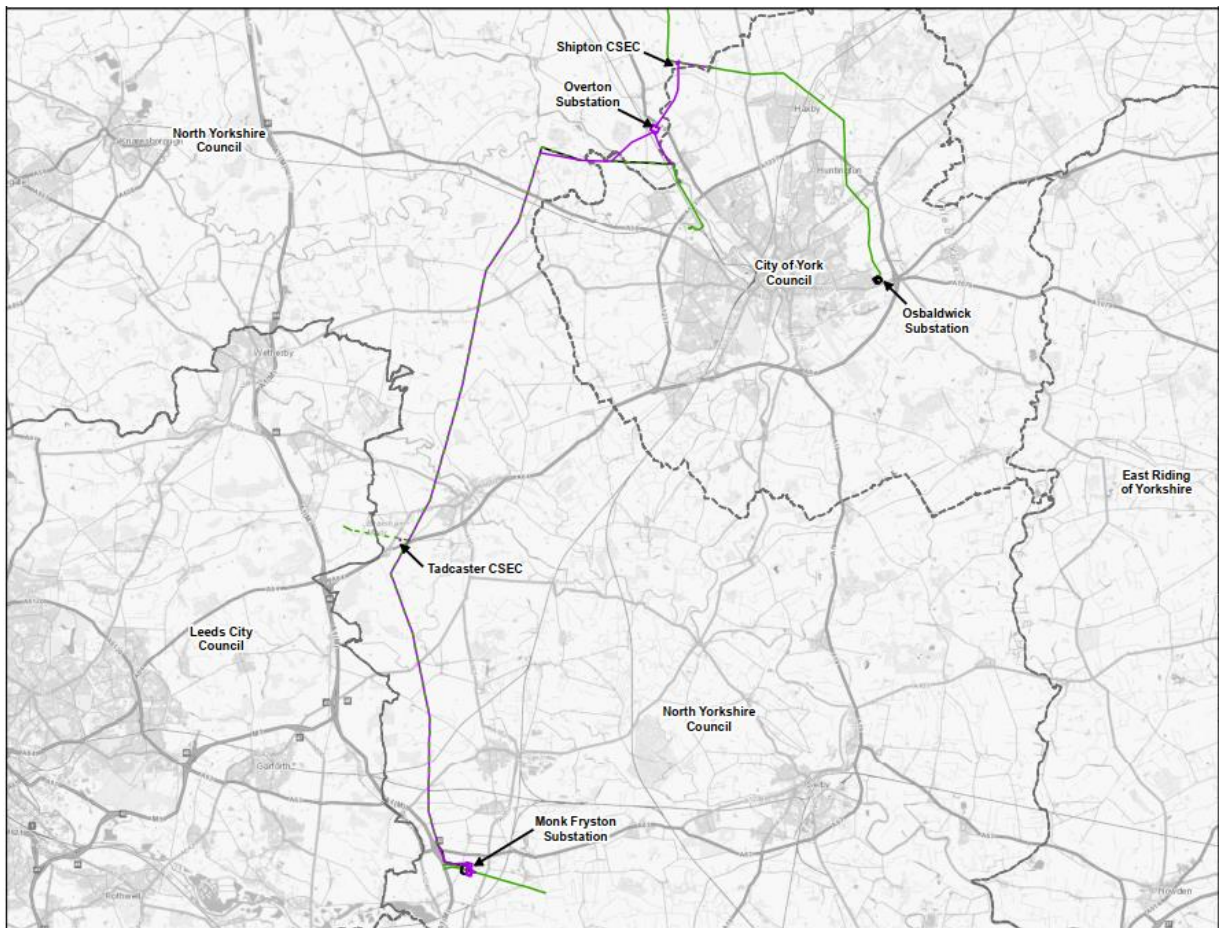 Shipton CSEC
Overton
Substation
Haxby
North Yorkshire
Council
Knaresborough
Huntington
City of York
Council
Osbaldwick
Substation
Wetherby
East Riding
of Yorkshire
Tadcaster CSEC
Leeds City
Council
North Yorkshire
Council
Garforth
Selby
Monk Fryston
Substation
Rothwell
Howden